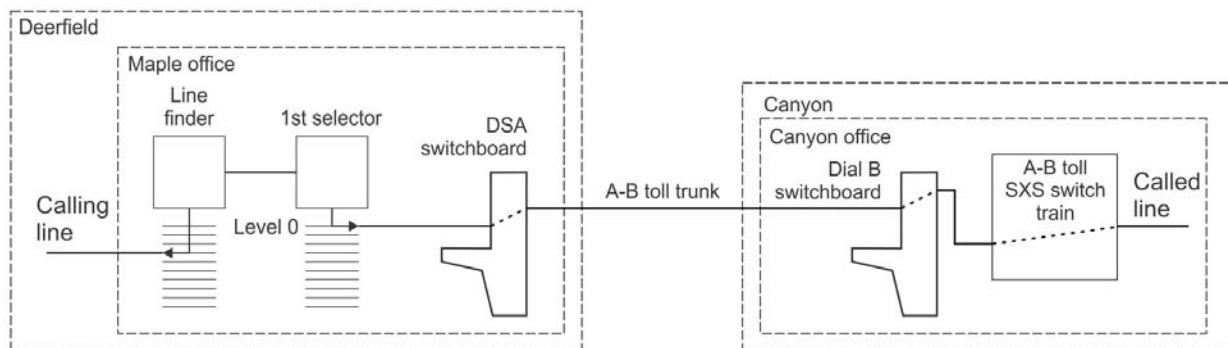 Deerfield
Maple office
Line
finder
1st selector
DSA
switchboard
Level 0
Calling
line
A-B toll trunk
Canyon
Canyon office
Dial B
switchboard
A-B toll
SXS switch
train
Called
line